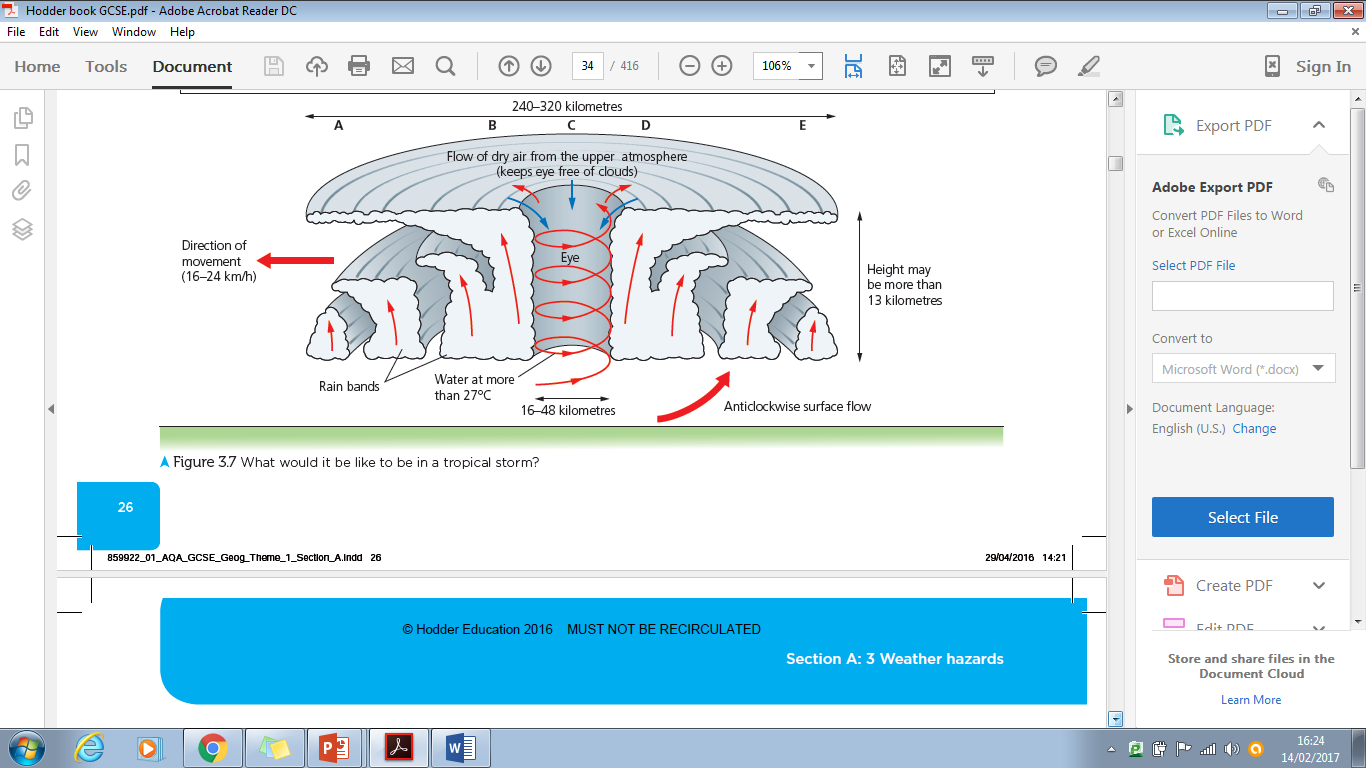 Hodder book GCSE.pdf - Adobe Acrobat Reader DC
File Edit View Window Help
Home Tools Document 34 / 416 106% Sign In
240–320 kilometres
A B C D E
Flow of dry air from the upper atmosphere
(keeps eye free of clouds)
Direction of
movement
(16–24 km/h)
Eye
Height may
be more than
13 kilometres
Rain bands
Water at more
than 27°C
16–48 kilometres
Anticlockwise surface flow
Figure 3.7 What would it be like to be in a tropical storm?
26
859922_01_AQA_GCSE_Geog_Theme_1_Section_A.indd 26
29/04/2016 14:21
© Hodder Education 2016 MUST NOT BE RECIRCULATED
Section A: 3 Weather hazards
Export PDF
Adobe Export PDF
Convert PDF Files to Word
or Excel Online
Select PDF File
Convert to
Microsoft Word (*.docx)
Document Language:
English (U.S.) Change
Select File
Create PDF
Edit PDF
Store and share files in the
Document Cloud
Learn More
16:24
14/02/2017